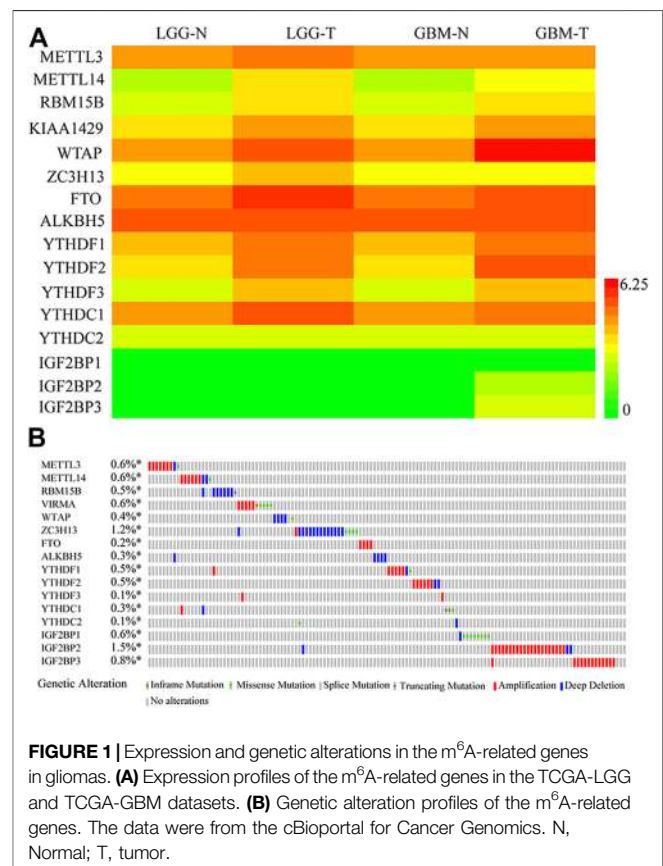 A
LGG-N LGG-T GBM-N GBM-T
METTL3
METTL14
RBM15B
KIAA1429
WTAP
ZC3H13
FTO
ALKBH5
YTHDF1
YTHDF2
YTHDF3
YTHDC1
YTHDC2
IGF2BP1
IGF2BP2
IGF2BP3
6.25
0
B
METTL3 0.6%*
METTL14 0.6%*
RBM15B 0.5%*
VIRMA 0.6%*
WTAP 0.4%*
ZC3H13 1.2%*
FTO 0.2%*
ALKBH5 0.3%*
YTHDF1 0.5%*
YTHDF2 0.5%*
YTHDF3 0.1%*
YTHDC1 0.3%*
YTHDC2 0.1%*
IGF2BP1 0.6%*
IGF2BP2 1.5%*
IGF2BP3 0.8%*
Genetic Alteration Inframe Mutation Missense Mutation Splice Mutation Truncating Mutation Amplification Deep Deletion
No alterations
FIGURE 1 | Expression and genetic alterations in the m⁶A-related genes
in gliomas. (A) Expression profiles of the m⁶A-related genes in the TCGA-LGG
and TCGA-GBM datasets. (B) Genetic alteration profiles of the m⁶A-related
genes. The data were from the cBioportal for Cancer Genomics. N,
Normal; T, tumor.